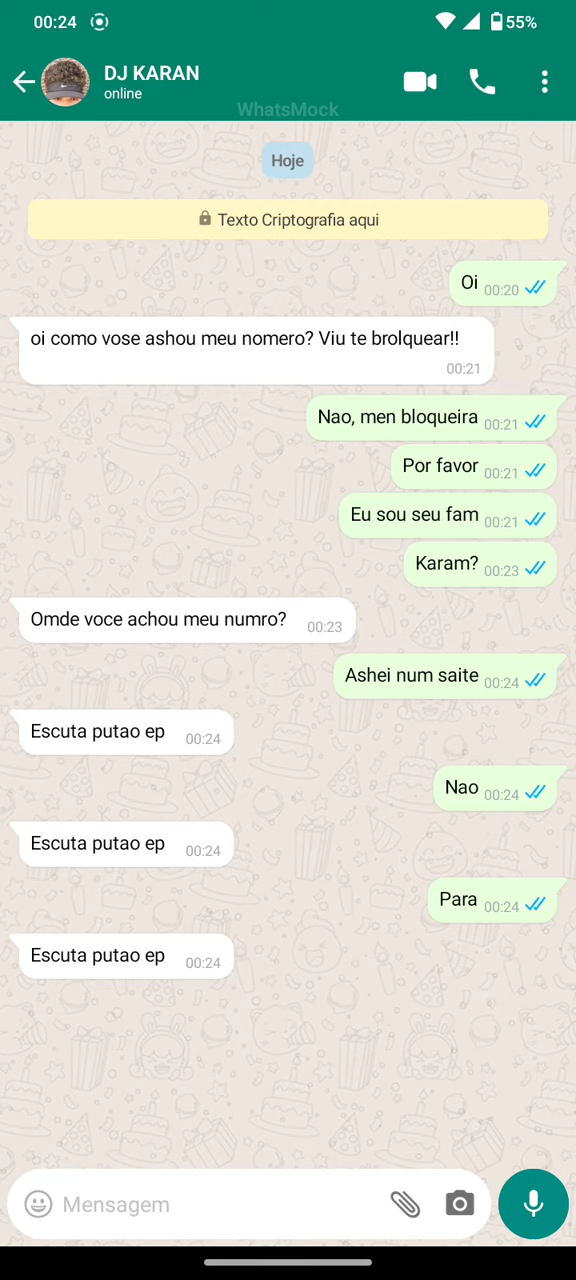 00:24
55%
DJ KARAN
online
WhatsMock
Hoje
Texto Criptografia aqui
Oi 00:20
oi como vose ashou meu nomero? Viu te brolquear!!
00:21
Nao, men bloqueira 00:21
Por favor 00:21
Eu sou seu fam 00:21
Karam? 00:23
Omde voce achou meu numro? 00:23
Ashei num saite 00:24
Escuta putao ep 00:24
Nao 00:24
Escuta putao ep 00:24
Para 00:24
Escuta putao ep 00:24
Mensagem